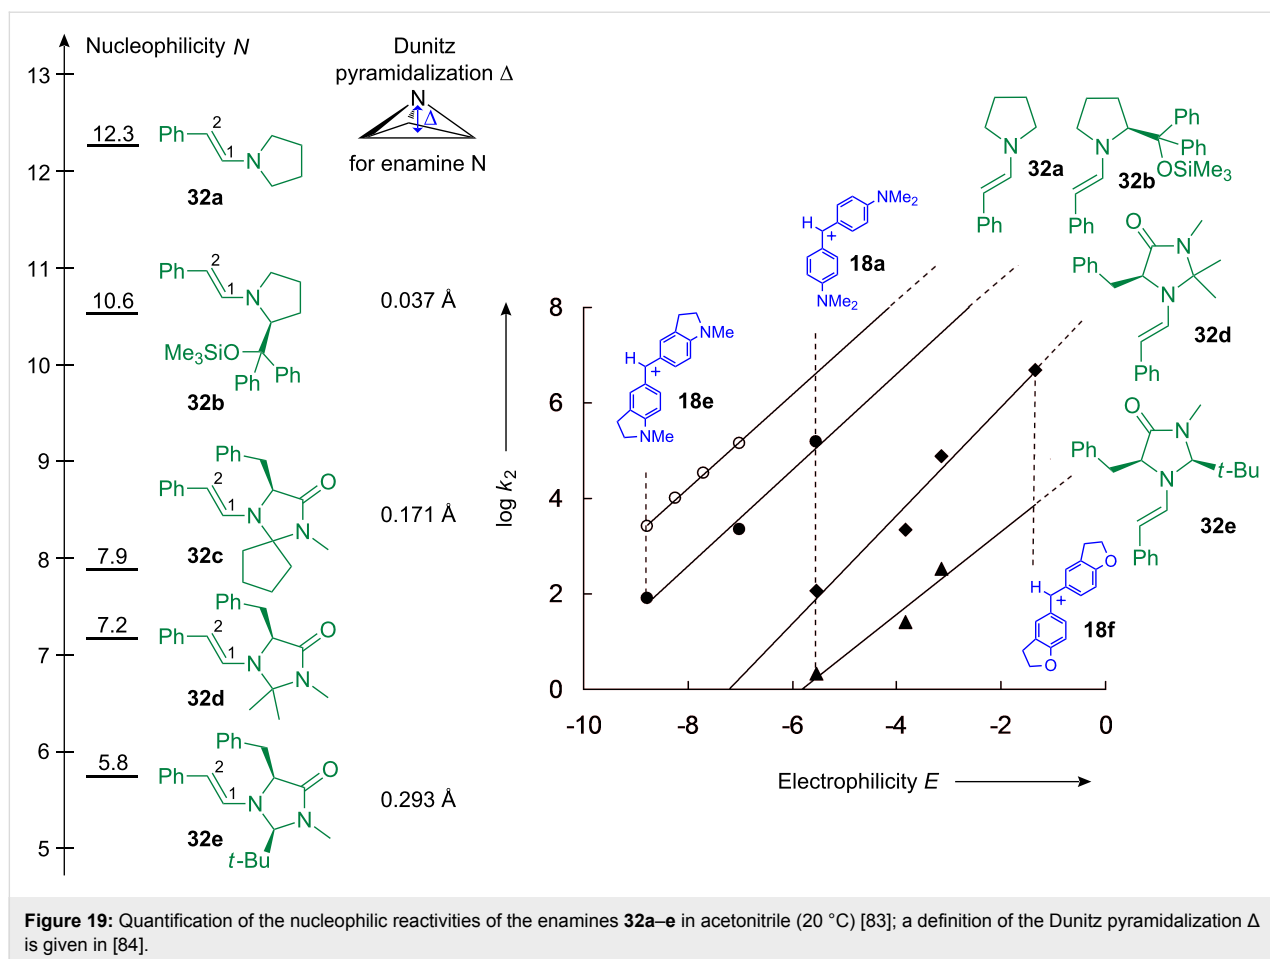 Nucleophilicity N
Dunitz
pyramidalization Δ
N
Δ
for enamine N
13
12
11
10
9
8
7
6
5
12.3
Ph
2
1
N
32a
10.6
Ph
2
1
N
Me3SiO
Ph
Ph
32b
0.037 Å
Ph
Ph
2
1
N
O
N
32c
0.171 Å
7.9
Ph
7.2
Ph
2
1
N
O
N
32d
Ph
5.8
Ph
2
1
N
O
N
32e
t-Bu
0.293 Å
log k2
8
6
4
2
0
-10
-8
-6
-4
-2
0
Electrophilicity E
H
+
NMe
NMe
18e
H
+
NMe2
NMe2
18a
N
Ph
32a
N
Ph
Ph
OSiMe3
Ph
32b
O
N
Ph
N
Ph
32d
O
N
Ph
N
t-Bu
Ph
32e
H
+
O
O
18f
Figure 19: Quantification of the nucleophilic reactivities of the enamines 32a–e in acetonitrile (20 °C) [83]; a definition of the Dunitz pyramidalization Δ
is given in [84].